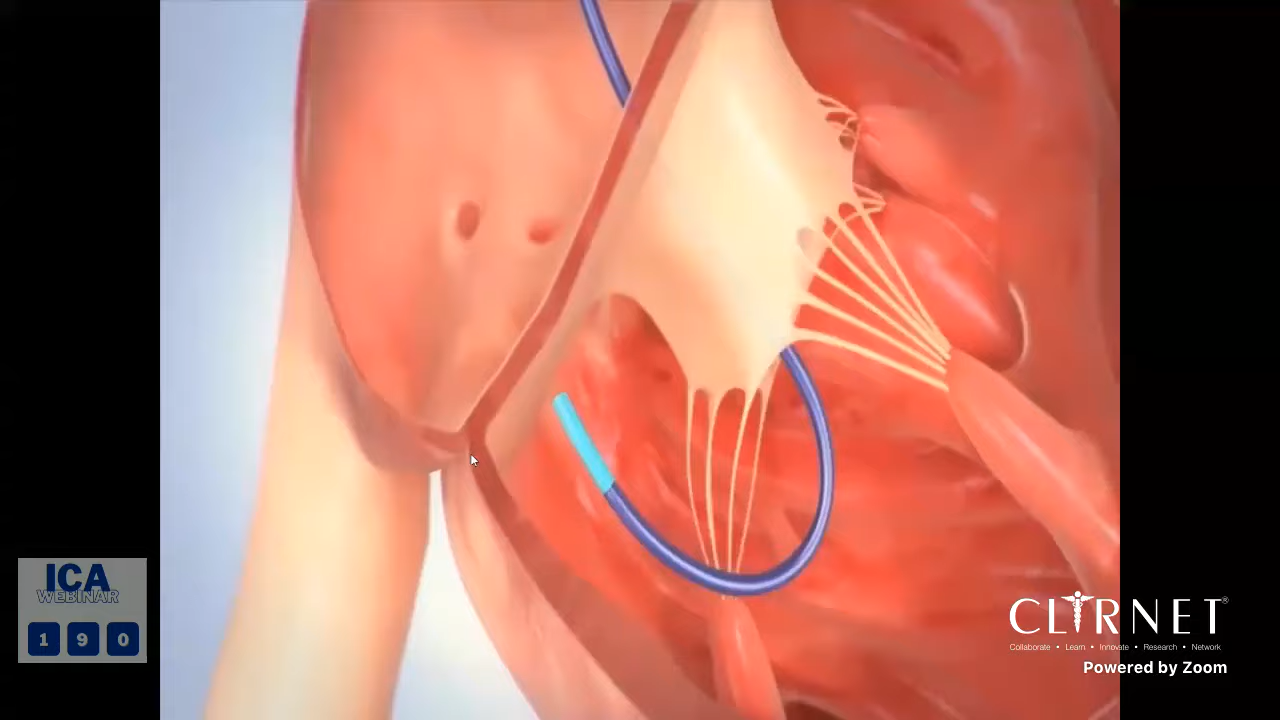 ICA
WEBINAR
1 9 0
CLIRNET®
Collaborate • Learn • Innovate • Research • Network
Powered by Zoom